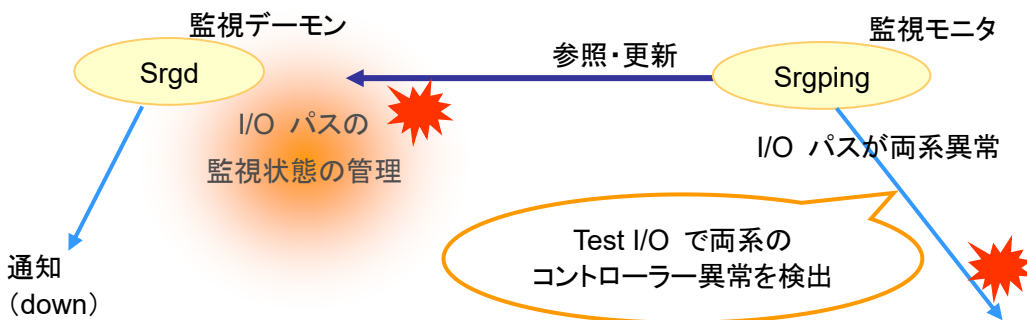 監視デーモン
監視モニタ
Srgd
参照・更新
Srgping
I/O パスの
監視状態の管理
I/O パスが両系異常
Test I/O で両系の
コントローラー異常を検出
通知
（down）